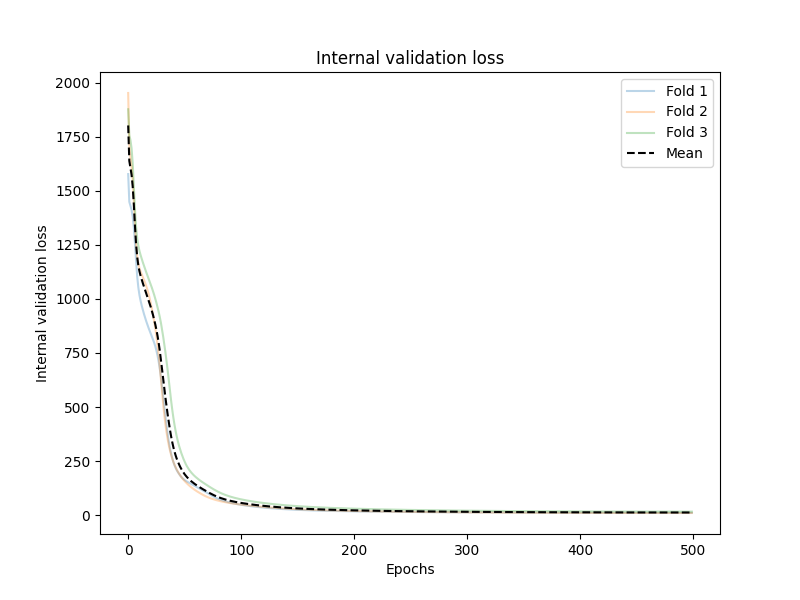 Internal validation loss
2000
1750
1500
1250
1000
750
500
250
0
Internal validation loss
Fold 1
Fold 2
Fold 3
Mean
0 100 200 300 400 500
Epochs